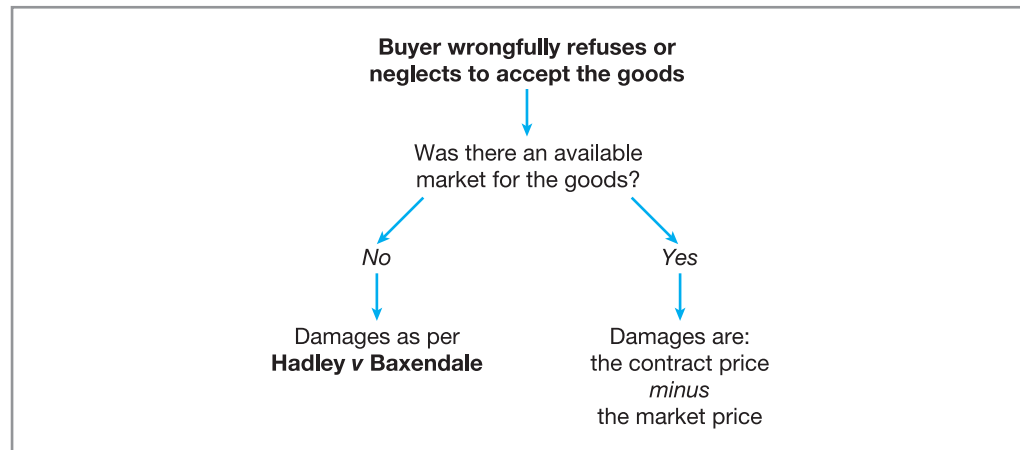 Buyer wrongfully refuses or
neglects to accept the goods
Was there an available
market for the goods?
No
Yes
Damages as per
Hadley v Baxendale
Damages are:
the contract price
minus
the market price